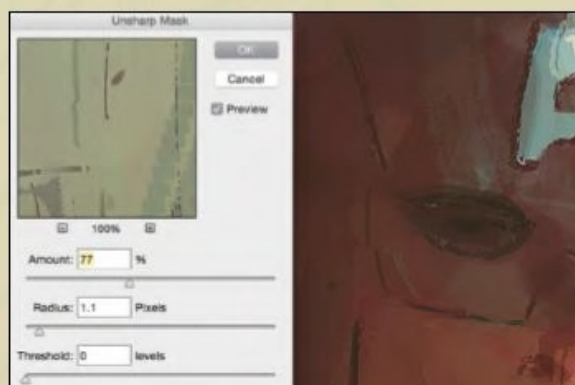 Unsharp Mask
OK
Cancel
Preview
100%
Amount: 77 %
Radius: 1.1 Pixels
Threshold: 0 levels